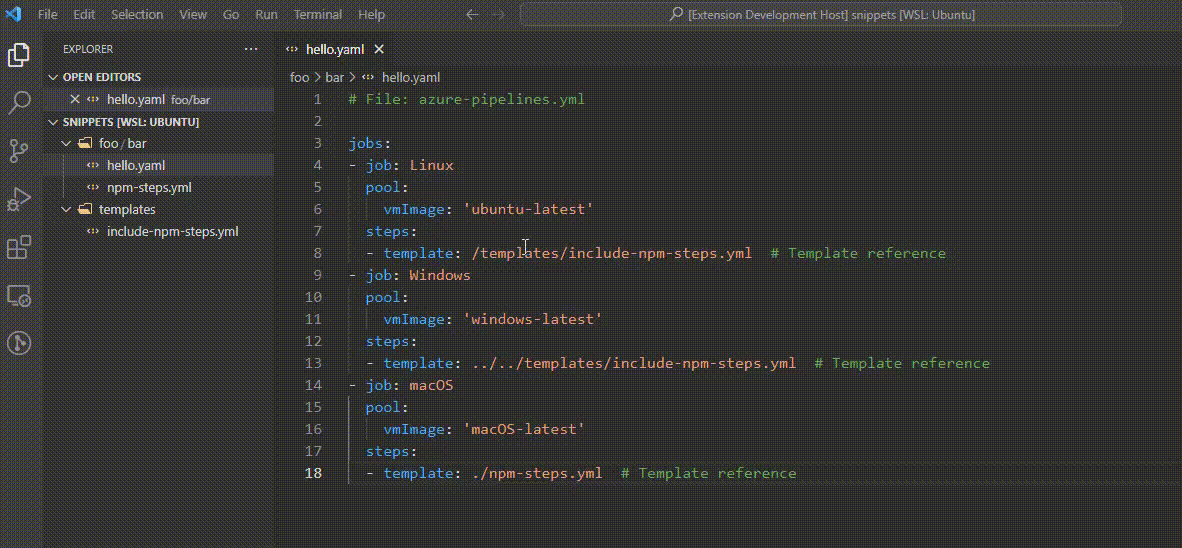 File Edit Selection View Go Run Terminal Help [Extension Development Host] snippets [WSL: Ubuntu]
EXPLORER
hello.yaml
OPEN EDITORS
hello.yaml foo/bar
SNIPPETS [WSL: UBUNTU]
foo / bar
hello.yaml
npm-steps.yml
templates
include-npm-steps.yml
foo > bar > hello.yaml
1 # File: azure-pipelines.yml
2
3 jobs:
4 - job: Linux
5   pool:
6     vmImage: 'ubuntu-latest'
7   steps:
8   - template: /templates/include-npm-steps.yml  # Template reference
9 - job: Windows
10   pool:
11     vmImage: 'windows-latest'
12   steps:
13   - template: ../../templates/include-npm-steps.yml  # Template reference
14 - job: macOS
15   pool:
16     vmImage: 'macOS-latest'
17   steps:
18   - template: ./npm-steps.yml  # Template reference